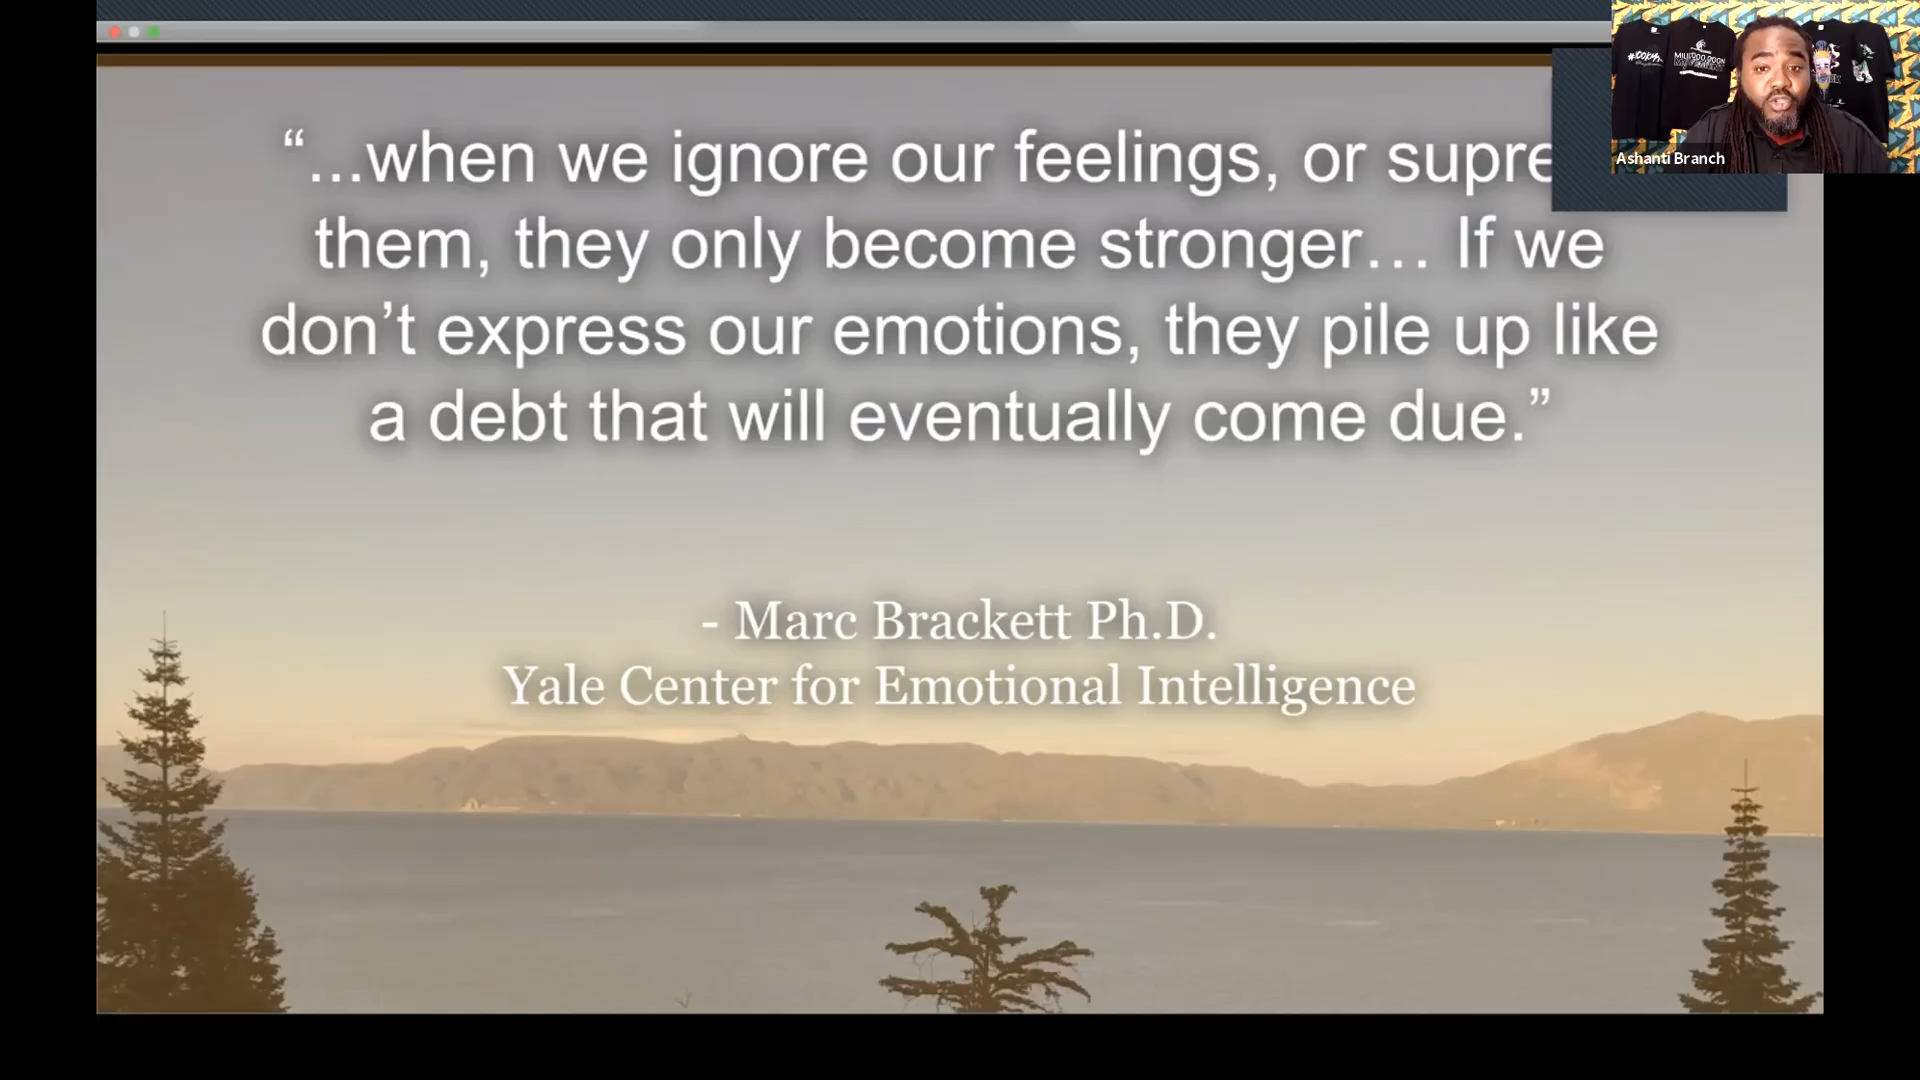 “…when we ignore our feelings, or supre
them, they only become stronger… If we
don’t express our emotions, they pile up like
a debt that will eventually come due.”
- Marc Brackett Ph.D.
Yale Center for Emotional Intelligence
Ashanti Branch